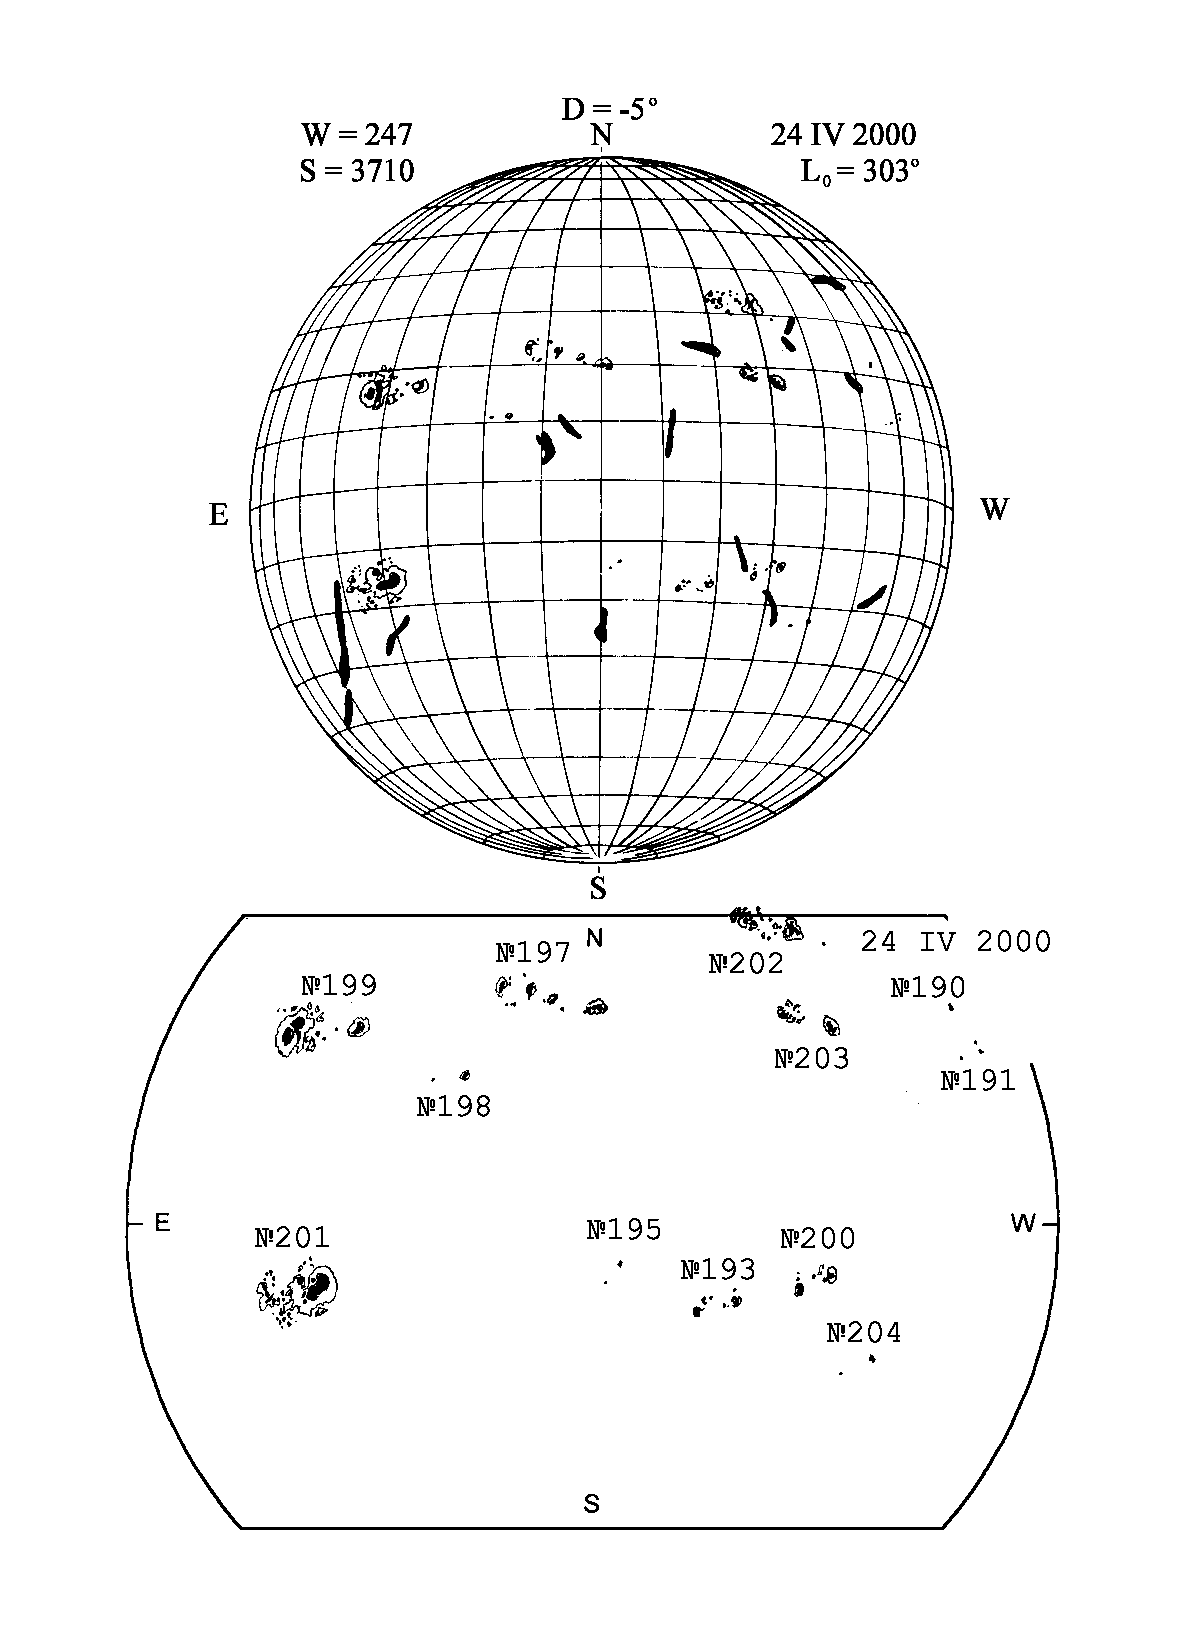 D = -5°
W = 247 N 24 IV 2000
S = 3710 L₀ = 303°
E W
S
N 24 IV 2000
№197
№202
№199 №190
№203
№191
№198
E W
№201 №195 №200
№193
№204
S